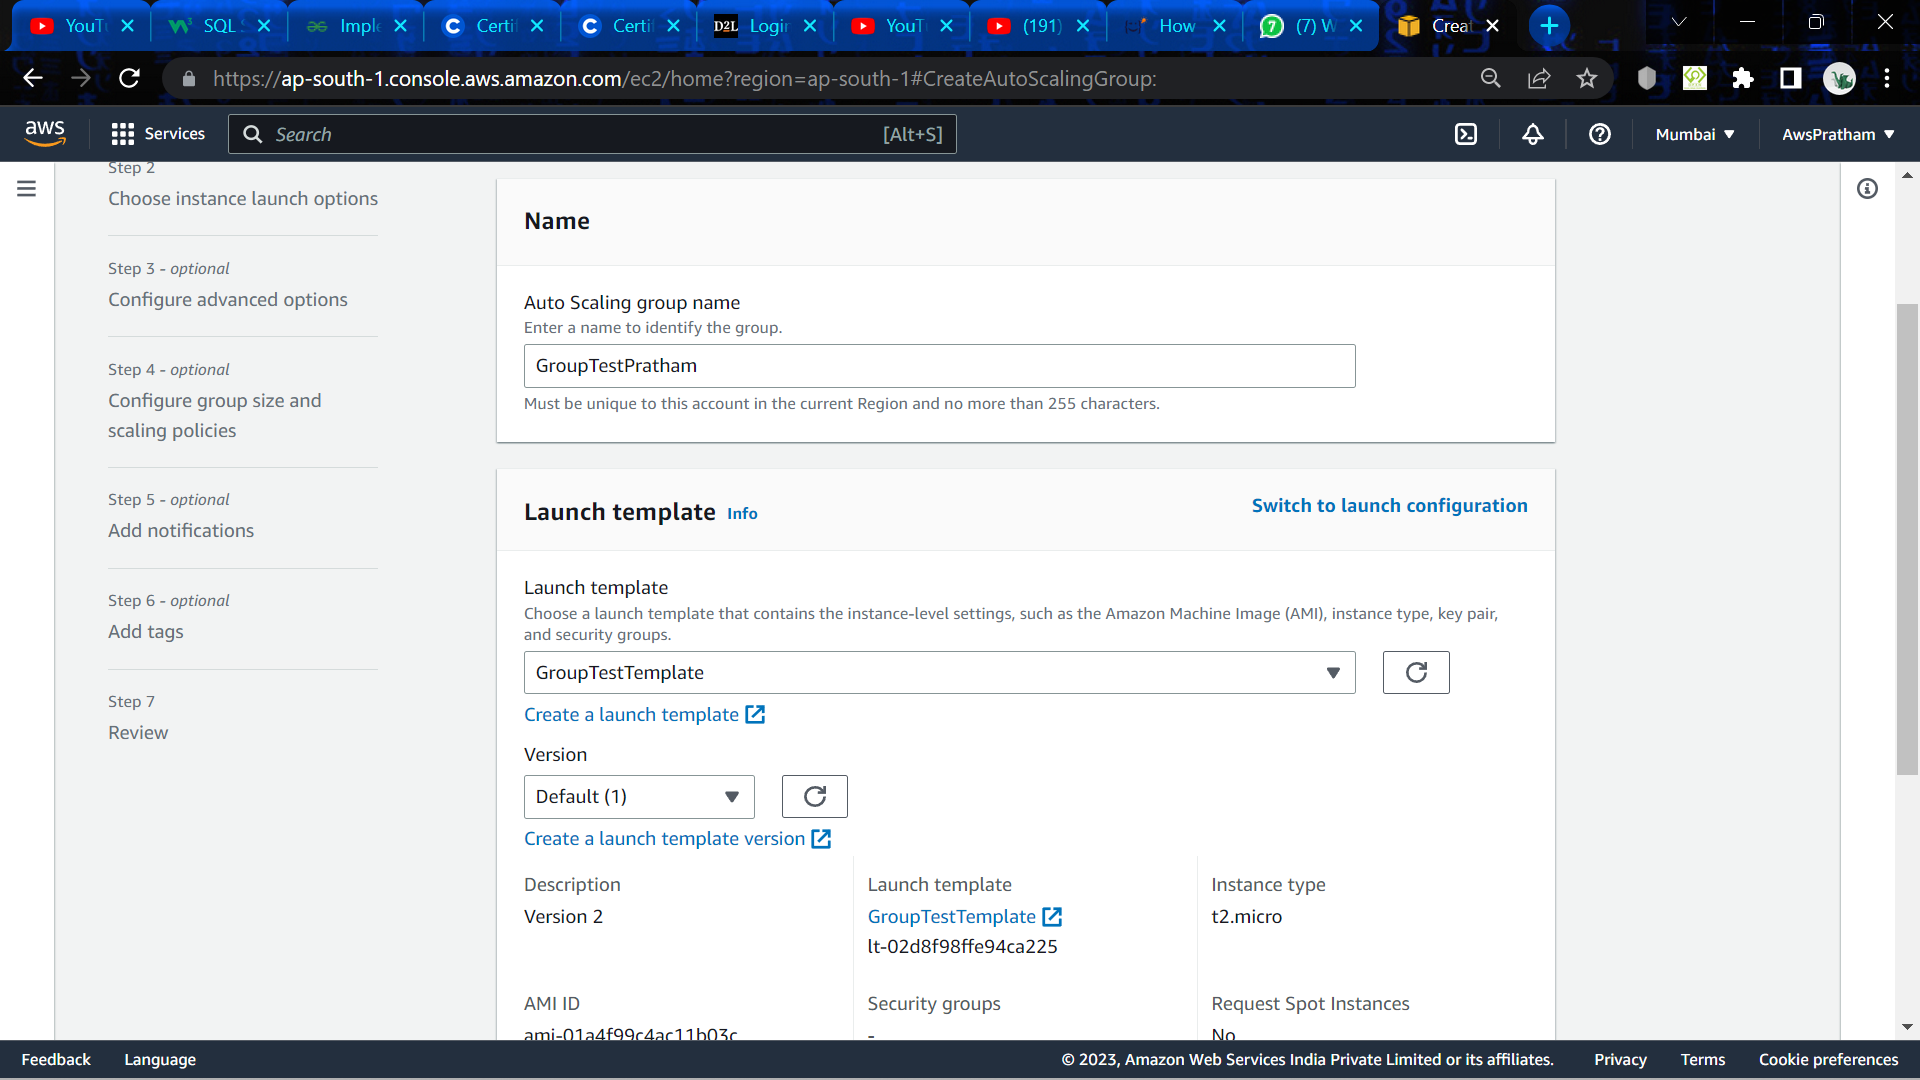 YouT
SQL S
Imple
Certif
Certif
D2L Login
YouT
(191)
How
7 (7) W
Creat
https://ap-south-1.console.aws.amazon.com/ec2/home?region=ap-south-1#CreateAutoScalingGroup:
aws
Services
Search
[Alt+S]
Mumbai
AwsPratham
Step 2
Choose instance launch options
Step 3 - optional
Configure advanced options
Step 4 - optional
Configure group size and
scaling policies
Step 5 - optional
Add notifications
Step 6 - optional
Add tags
Step 7
Review
Name
Auto Scaling group name
Enter a name to identify the group.
GroupTestPratham
Must be unique to this account in the current Region and no more than 255 characters.
Launch template Info
Switch to launch configuration
Launch template
Choose a launch template that contains the instance-level settings, such as the Amazon Machine Image (AMI), instance type, key pair,
and security groups.
GroupTestTemplate
Create a launch template
Version
Default (1)
Create a launch template version
Description
Version 2
Launch template
GroupTestTemplate
lt-02d8f98ffe94ca225
Instance type
t2.micro
AMI ID
ami-01a4f99c4ac11b03c
Security groups
-
Request Spot Instances
No
Feedback
Language
© 2023, Amazon Web Services India Private Limited or its affiliates.
Privacy
Terms
Cookie preferences